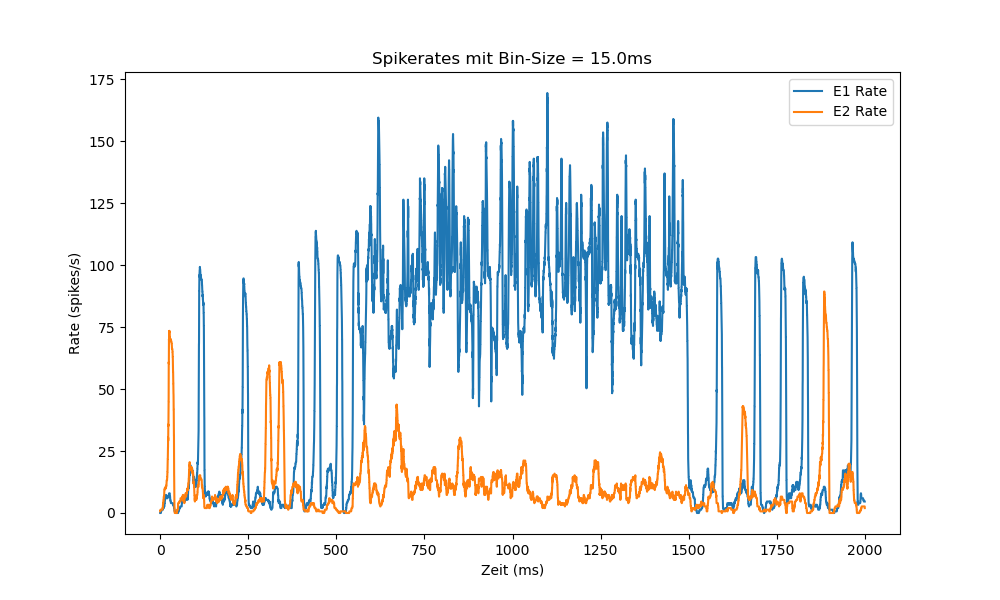 Spikerates mit Bin-Size = 15.0ms
E1 Rate
E2 Rate
175
150
125
100
75
50
25
0
Rate (spikes/s)
0 250 500 750 1000 1250 1500 1750 2000
Zeit (ms)